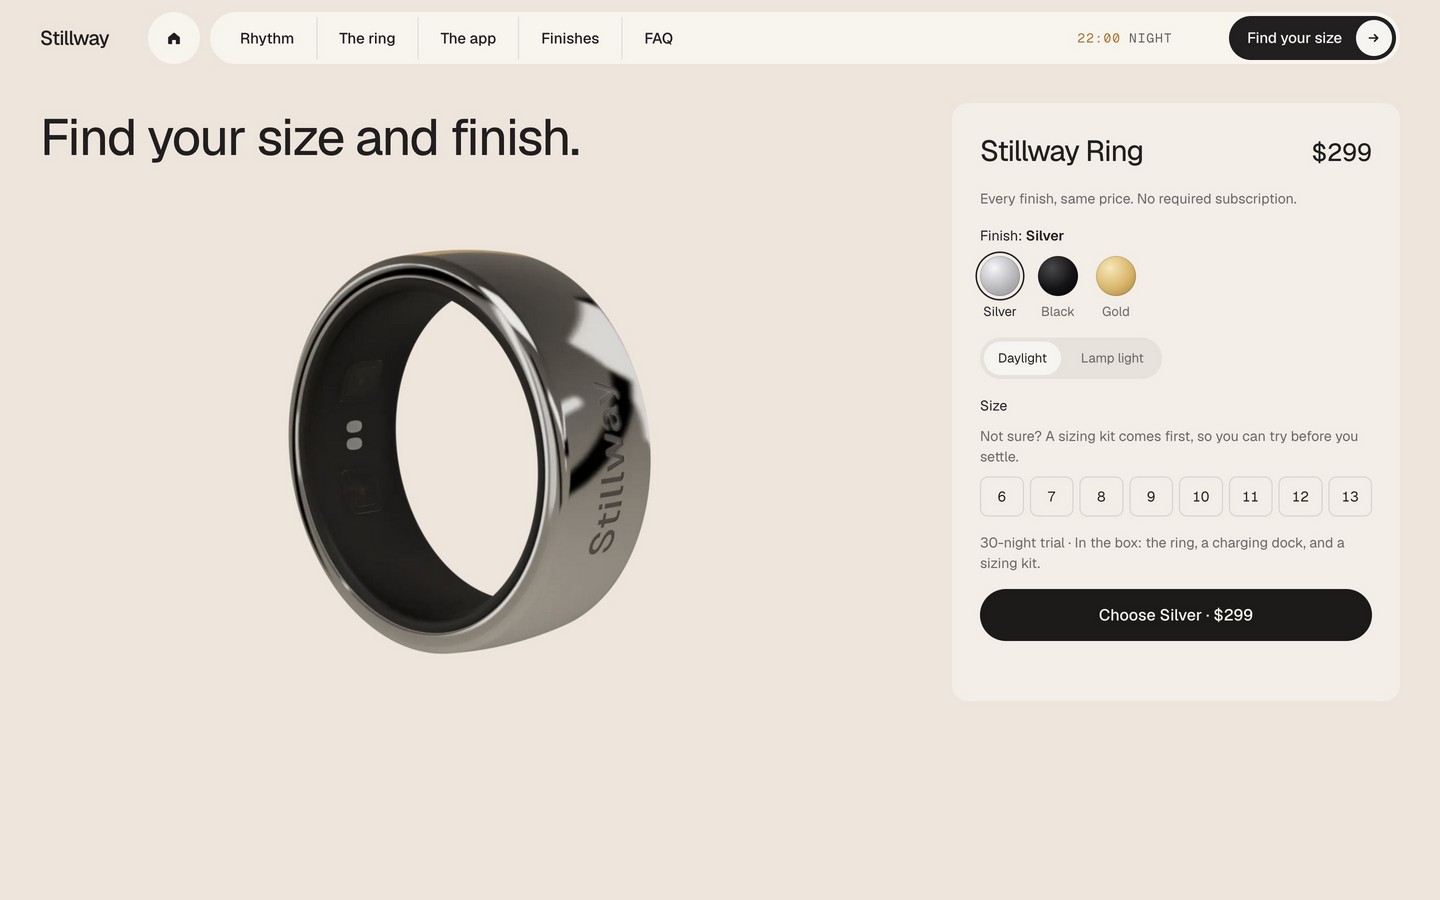 Stillway
Rhythm
The ring
The app
Finishes
FAQ
22:00 NIGHT
Find your size
Find your size and finish.
Stillway
Stillway Ring
$299
Every finish, same price. No required subscription.
Finish: Silver
Silver
Black
Gold
Daylight
Lamp light
Size
Not sure? A sizing kit comes first, so you can try before you
settle.
6
7
8
9
10
11
12
13
30-night trial · In the box: the ring, a charging dock, and a
sizing kit.
Choose Silver · $299